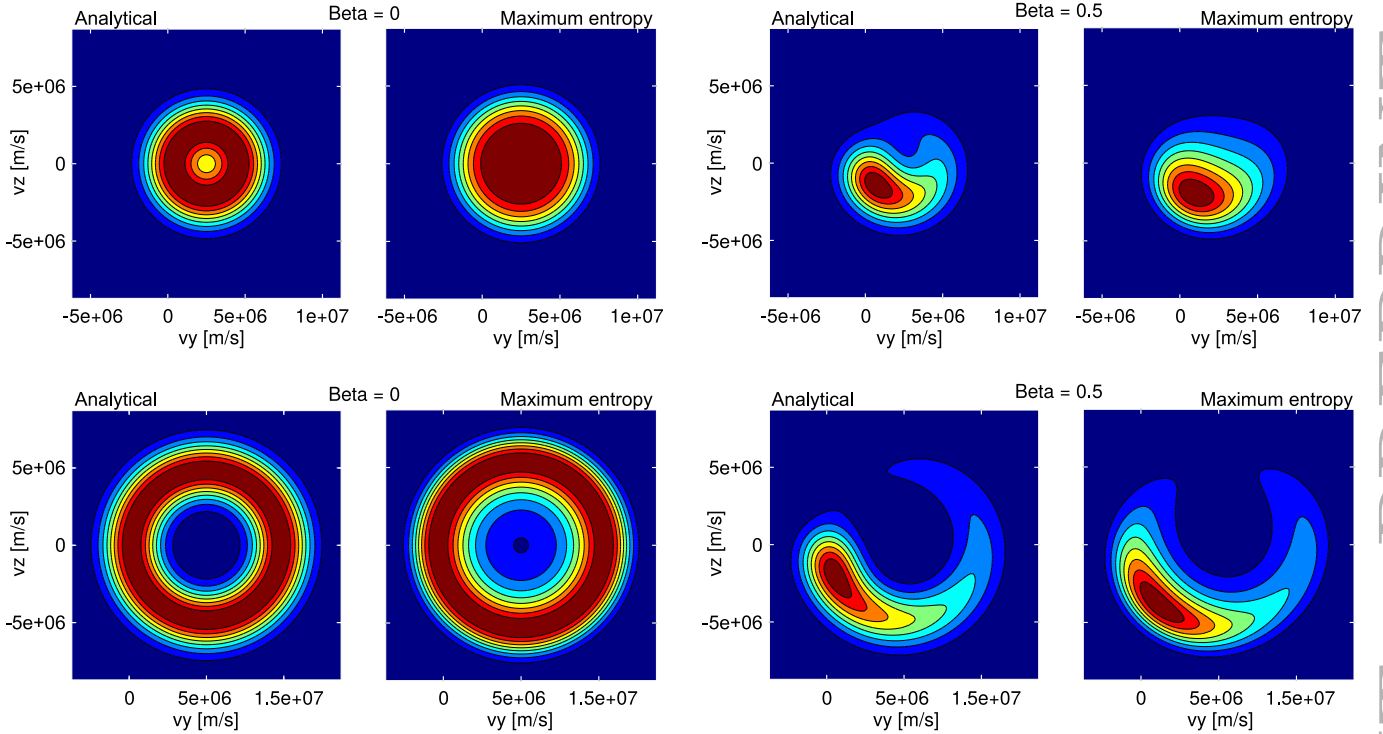 Analytical Beta = 0 Maximum entropy
5e+06
0
-5e+06
vz [m/s]
-5e+06 0 5e+06 1e+07
-5e+06 0 5e+06 1e+07
vy [m/s]
vy [m/s]
Analytical Beta = 0.5 Maximum entropy
5e+06
0
-5e+06
vz [m/s]
-5e+06 0 5e+06 1e+07
-5e+06 0 5e+06 1e+07
vy [m/s]
vy [m/s]
Analytical Beta = 0 Maximum entropy
5e+06
0
-5e+06
vz [m/s]
0 5e+06 1.5e+07
0 5e+06 1.5e+07
vy [m/s]
vy [m/s]
Analytical Beta = 0.5 Maximum entropy
5e+06
0
-5e+06
vz [m/s]
0 5e+06 1.5e+07
0 5e+06 1.5e+07
vy [m/s]
vy [m/s]